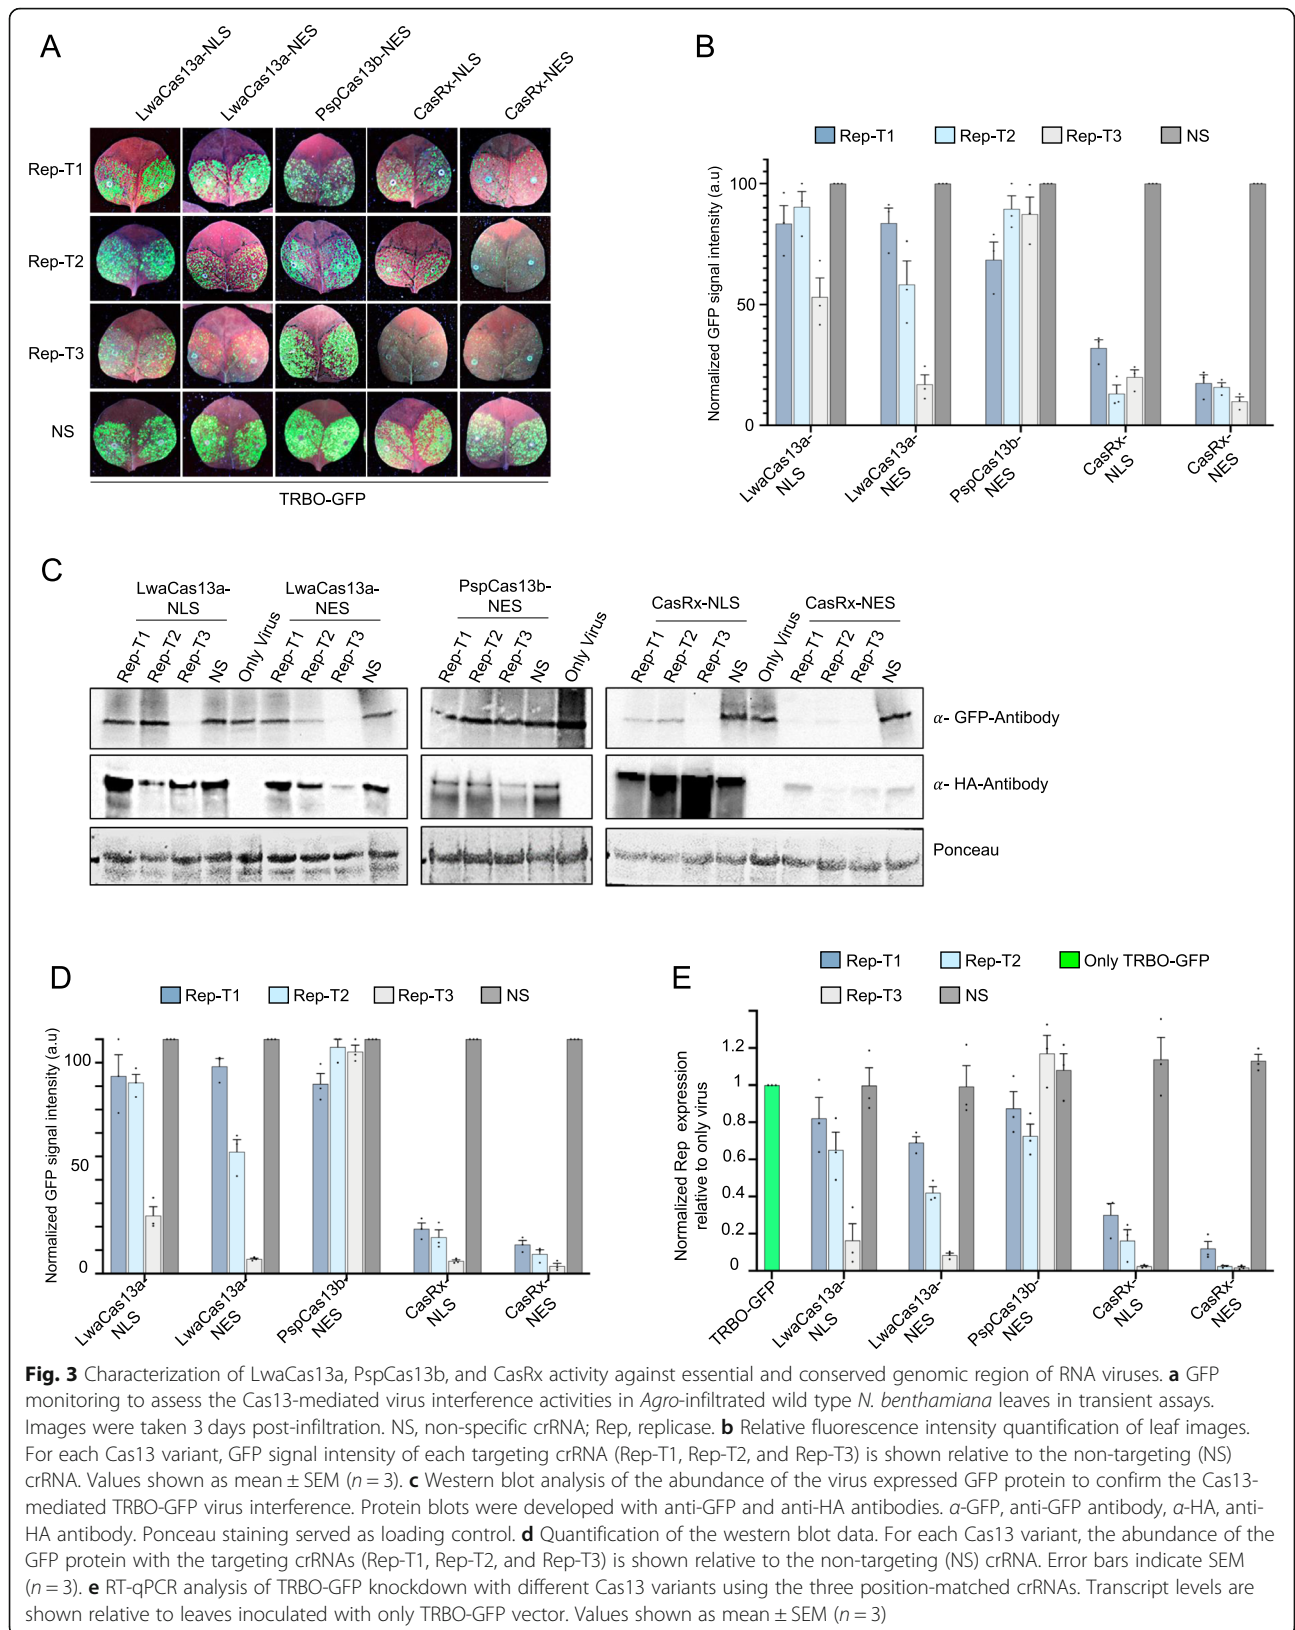 A
LwaCas13a-NLS
LwaCas13a-NES
PspCas13b-NES
CasRx-NLS
CasRx-NES
Rep-T1
Rep-T2
Rep-T3
NS
TRBO-GFP
B
Rep-T1 Rep-T2 Rep-T3 NS
Normalized GFP signal intensity (a.u)
100
50
0
LwaCas13a-
NLS
LwaCas13a-
NES
PspCas13b-
NES
CasRx-
NLS
CasRx-
NES
C
LwaCas13a-
NLS
LwaCas13a-
NES
PspCas13b-
NES
CasRx-NLS
CasRx-NES
Rep-T1
Rep-T2
Rep-T3
NS
Only Virus
Rep-T1
Rep-T2
Rep-T3
NS
Rep-T1
Rep-T2
Rep-T3
NS
Only Virus
Rep-T1
Rep-T2
Rep-T3
NS
Only Virus
Rep-T1
Rep-T2
Rep-T3
NS
α- GFP-Antibody
α- HA-Antibody
Ponceau
D
Rep-T1 Rep-T2 Rep-T3 NS
Normalized GFP signal intensity (a.u)
100
50
0
LwaCas13a-
NLS
LwaCas13a-
NES
PspCas13b-
NES
CasRx-
NLS
CasRx-
NES
E
Rep-T1 Rep-T2 Only TRBO-GFP
Rep-T3 NS
Normalized Rep expression
relative to only virus
1.2
1
0.8
0.6
0.4
0.2
0
TRBO-GFP
LwaCas13a-
NLS
LwaCas13a-
NES
PspCas13b-
NES
CasRx-
NLS
CasRx-
NES
Fig. 3 Characterization of LwaCas13a, PspCas13b, and CasRx activity against essential and conserved genomic region of RNA viruses. a GFP
monitoring to assess the Cas13-mediated virus interference activities in Agro-infiltrated wild type N. benthamiana leaves in transient assays.
Images were taken 3 days post-infiltration. NS, non-specific crRNA; Rep, replicase. b Relative fluorescence intensity quantification of leaf images.
For each Cas13 variant, GFP signal intensity of each targeting crRNA (Rep-T1, Rep-T2, and Rep-T3) is shown relative to the non-targeting (NS)
crRNA. Values shown as mean ± SEM (n = 3). c Western blot analysis of the abundance of the virus expressed GFP protein to confirm the Cas13-
mediated TRBO-GFP virus interference. Protein blots were developed with anti-GFP and anti-HA antibodies. α-GFP, anti-GFP antibody, α-HA, anti-
HA antibody. Ponceau staining served as loading control. d Quantification of the western blot data. For each Cas13 variant, the abundance of the
GFP protein with the targeting crRNAs (Rep-T1, Rep-T2, and Rep-T3) is shown relative to the non-targeting (NS) crRNA. Error bars indicate SEM
(n = 3). e RT-qPCR analysis of TRBO-GFP knockdown with different Cas13 variants using the three position-matched crRNAs. Transcript levels are
shown relative to leaves inoculated with only TRBO-GFP vector. Values shown as mean ± SEM (n = 3)